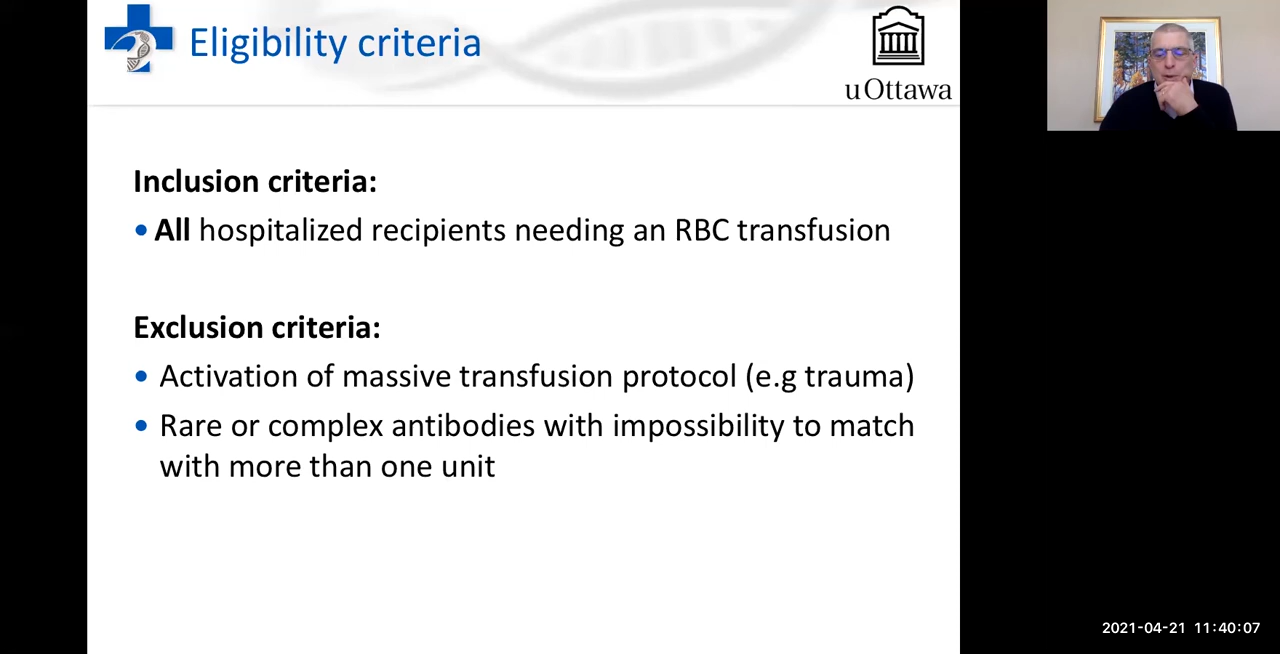 Eligibility criteria
uOttawa
Inclusion criteria:
• All hospitalized recipients needing an RBC transfusion
Exclusion criteria:
• Activation of massive transfusion protocol (e.g trauma)
• Rare or complex antibodies with impossibility to match
with more than one unit
2021-04-21 11:40:07